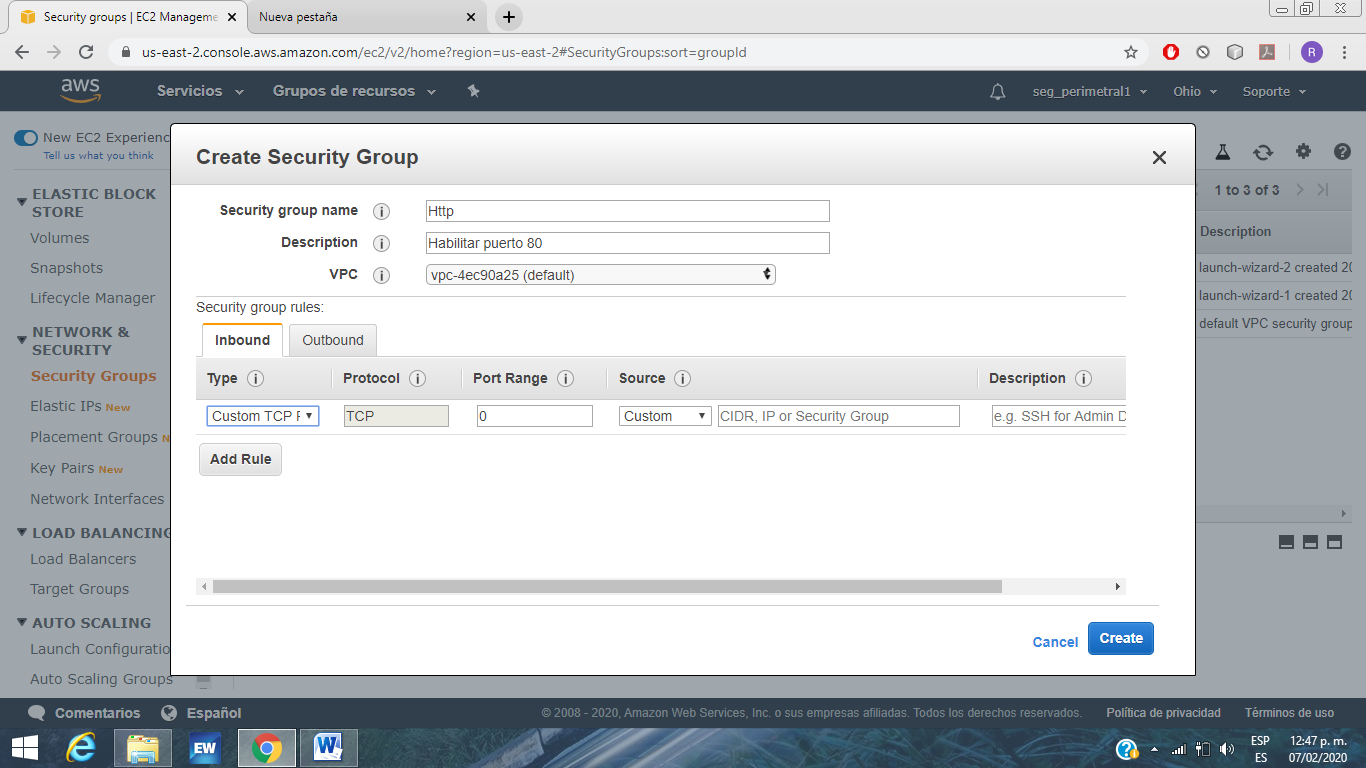 Security groups | EC2 Manageme
Nueva pestaña
us-east-2.console.aws.amazon.com/ec2/v2/home?region=us-east-2#SecurityGroups:sort=groupId
R
aws
Servicios
Grupos de recursos
seg_perimetral1
Ohio
Soporte
New EC2 Experienc
Tell us what you think
ELASTIC BLOCK
STORE
Volumes
Snapshots
Lifecycle Manager
NETWORK &
SECURITY
Security Groups
Elastic IPs New
Placement Groups N
Key Pairs New
Network Interfaces
LOAD BALANCING
Load Balancers
Target Groups
AUTO SCALING
Launch Configuratio
Auto Scaling Groups
Create Security Group
Security group name
Http
Description
Habilitar puerto 80
VPC
vpc-4ec90a25 (default)
Security group rules:
Inbound
Outbound
Type
Protocol
Port Range
Source
Description
Custom TCP F
TCP
0
Custom
CIDR, IP or Security Group
e.g. SSH for Admin D
Add Rule
Cancel
Create
1 to 3 of 3
Description
launch-wizard-2 created 20
launch-wizard-1 created 20
default VPC security group
Comentarios
Español
© 2008 - 2020, Amazon Web Services, Inc. o sus empresas afiliadas. Todos los derechos reservados.
Política de privacidad
Términos de uso
EW
ESP
ES
12:47 p. m.
07/02/2020